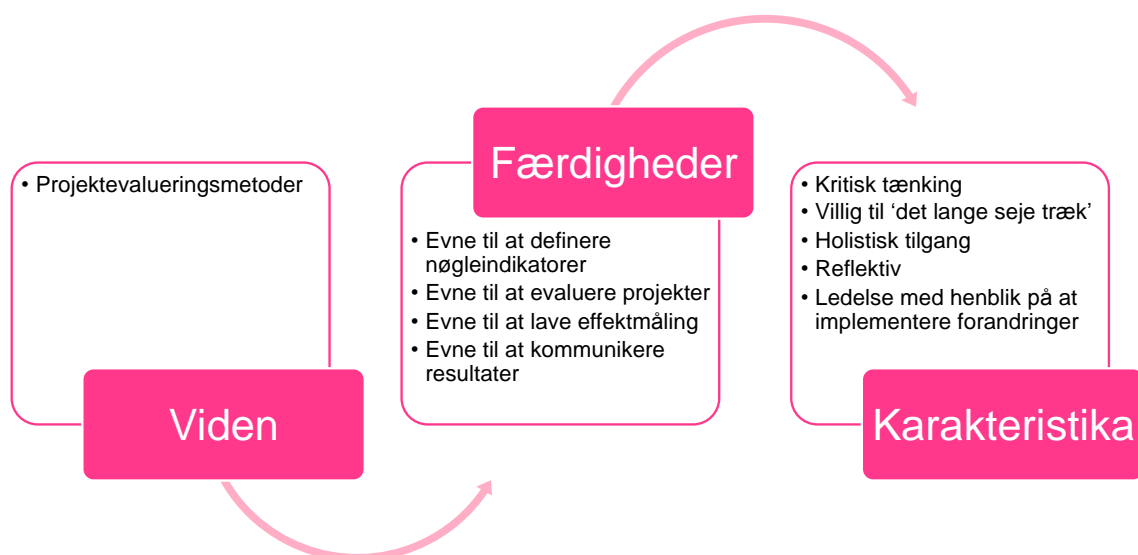 • Projektevalueringsmetoder
Viden
Færdigheder
• Evne til at definere
nøgleindikatorer
• Evne til at evaluere projekter
• Evne til at lave effektmåling
• Evne til at kommunikere
resultater
• Kritisk tænking
• Villig til ‘det lange seje træk’
• Holistisk tilgang
• Reflektiv
• Ledelse med henblik på at
implementere forandringer
Karakteristika